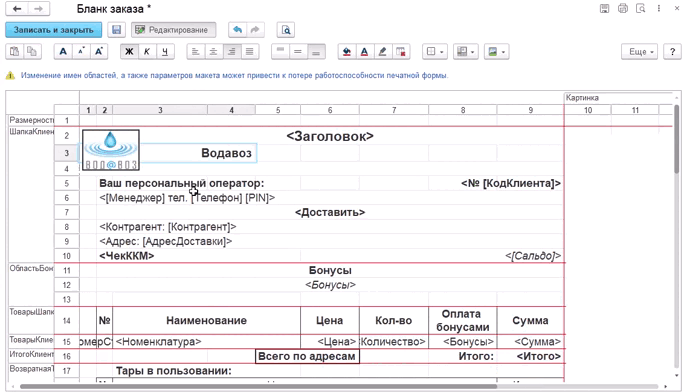 Бланк заказа *
Записать и закрыть Редактирование
А А А Ж К Ч Еще ?
Изменение имен областей, а также параметров макета может привести к потере работоспособности печатной формы.
Картинка
1 2 3 4 5 6 7 8 9 10 11
Размерность 1
ШапкаКлиен 2 <Заголовок>
3 Водавоз
ВОД@ВОЗ
4
5 Ваш персональный оператор: <№ [КодКлиента]>
6 <[Менеджер] тел. [Телефон] [PIN]>
7 <Доставить>
8 <Контрагент: [Контрагент]>
9 <Адрес: [АдресДоставки]>
10 <ЧекККМ> <[Сальдо]>
ОбластьБон 11 Бонусы
12 <Бонусы>
13
ТоварыШапк 14 № Наименование Цена Кол-во Оплата бонусами Сумма
ТоварыКлие 15 омерС <Номенклатура> <Цена> Количество> <Бонусы> <Сумма>
ИтогоКлиент 16 Всего по адресам Итого: <Итого>
ВозвратнаяТ 17 Тары в пользовании: